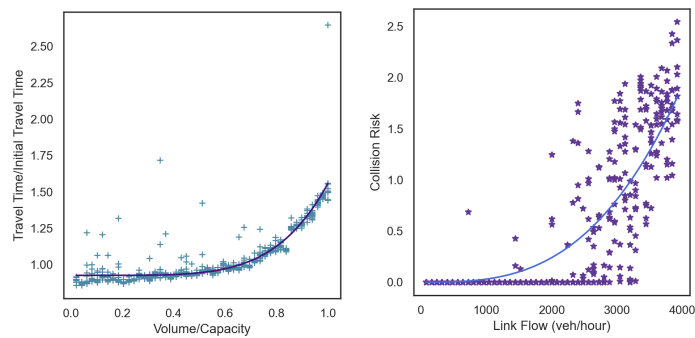 Travel Time/Initial Travel Time
2.50
2.25
2.00
1.75
1.50
1.25
1.00
0.0 0.2 0.4 0.6 0.8 1.0
Volume/Capacity
Collision Risk
2.5
2.0
1.5
1.0
0.5
0.0
0 1000 2000 3000 4000
Link Flow (veh/hour)